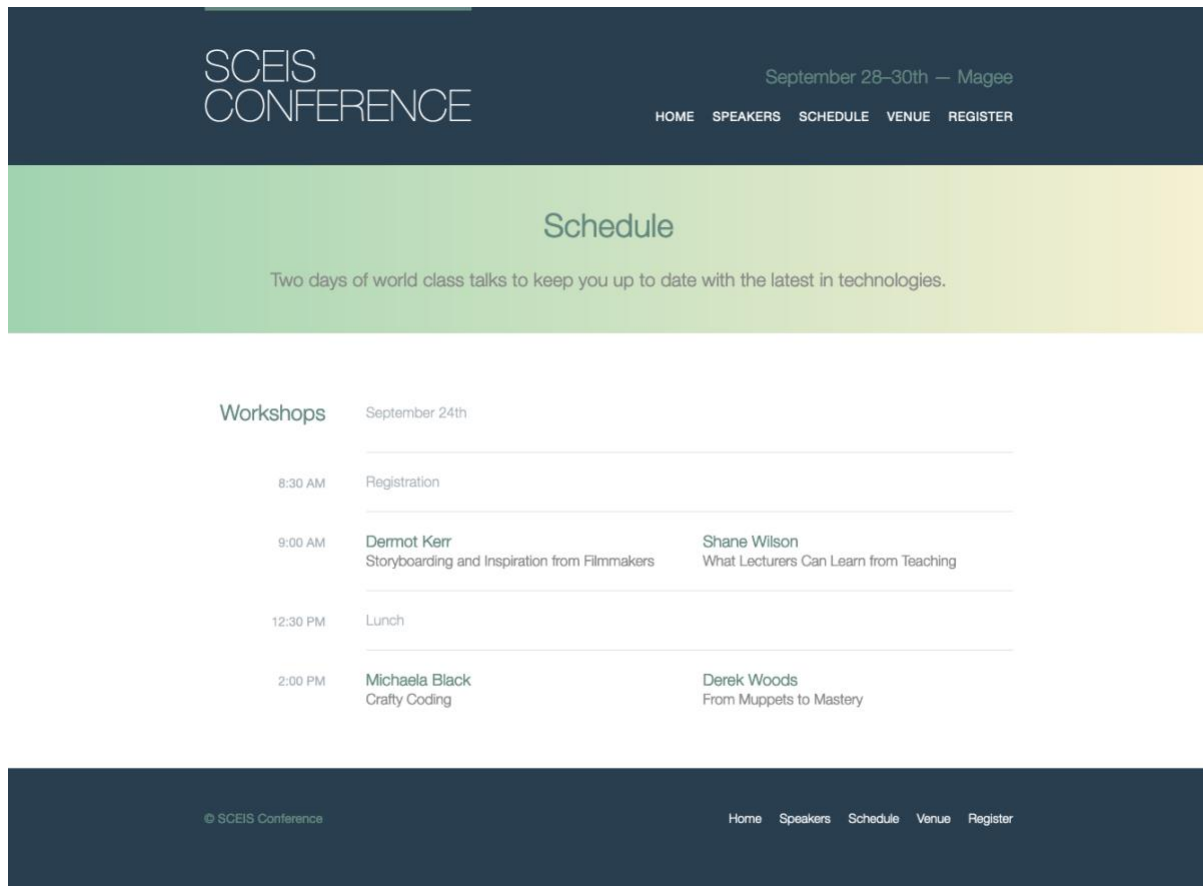 SCEIS
CONFERENCE
September 28–30th — Magee
HOME SPEAKERS SCHEDULE VENUE REGISTER
Schedule
Two days of world class talks to keep you up to date with the latest in technologies.
Workshops September 24th
8:30 AM Registration
9:00 AM Dermot Kerr Shane Wilson
Storyboarding and Inspiration from Filmmakers What Lecturers Can Learn from Teaching
12:30 PM Lunch
2:00 PM Michaela Black Derek Woods
Crafty Coding From Muppets to Mastery
© SCEIS Conference Home Speakers Schedule Venue Register